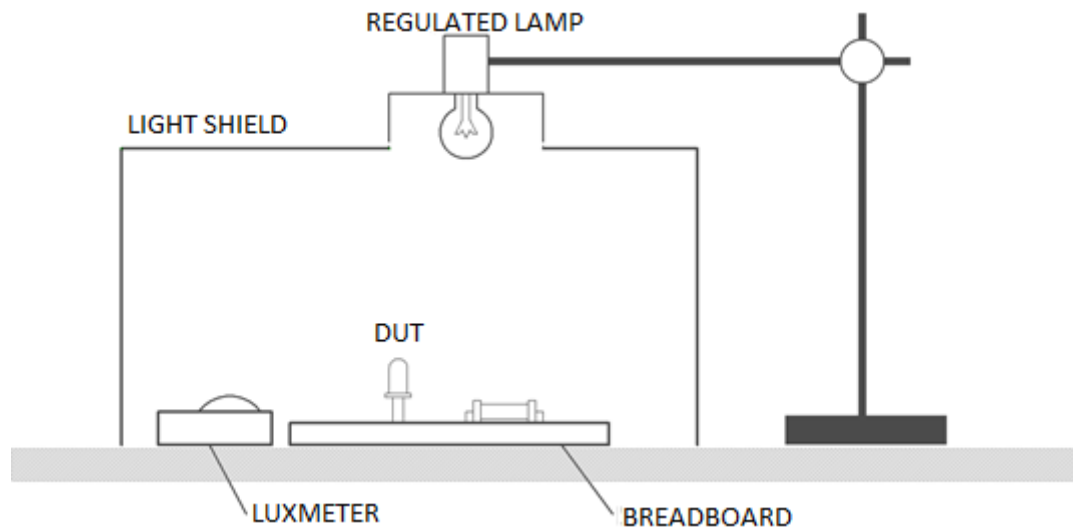 REGULATED LAMP
LIGHT SHIELD
DUT
LUXMETER
BREADBOARD